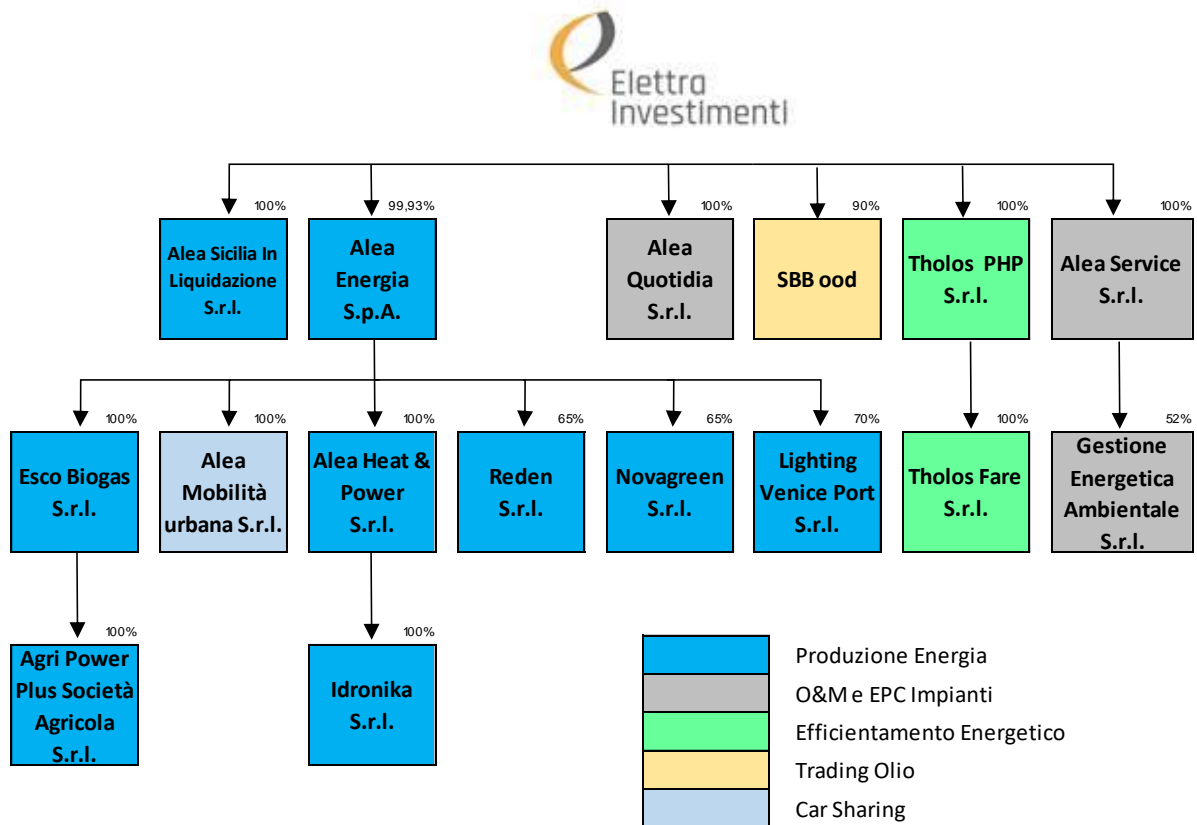 Elettra
Investimenti
100%
99,93%
100%
90%
100%
100%
Alea Sicilia In
Liquidazione
S.r.l.
Alea
Energia
S.p.A.
Alea
Quotidia
S.r.l.
SBB ood
Tholos PHP
S.r.l.
Alea Service
S.r.l.
100%
100%
100%
65%
65%
70%
100%
52%
Esco Biogas
S.r.l.
Alea
Mobilità
urbana S.r.l.
Alea Heat &
Power
S.r.l.
Reden
S.r.l.
Novagreen
S.r.l.
Lighting
Venice Port
S.r.l.
Tholos Fare
S.r.l.
Gestione
Energetica
Ambientale
S.r.l.
100%
100%
Agri Power
Plus Società
Agricola
S.r.l.
Idronika
S.r.l.
Produzione Energia
O&M e EPC Impianti
Efficientamento Energetico
Trading Olio
Car Sharing